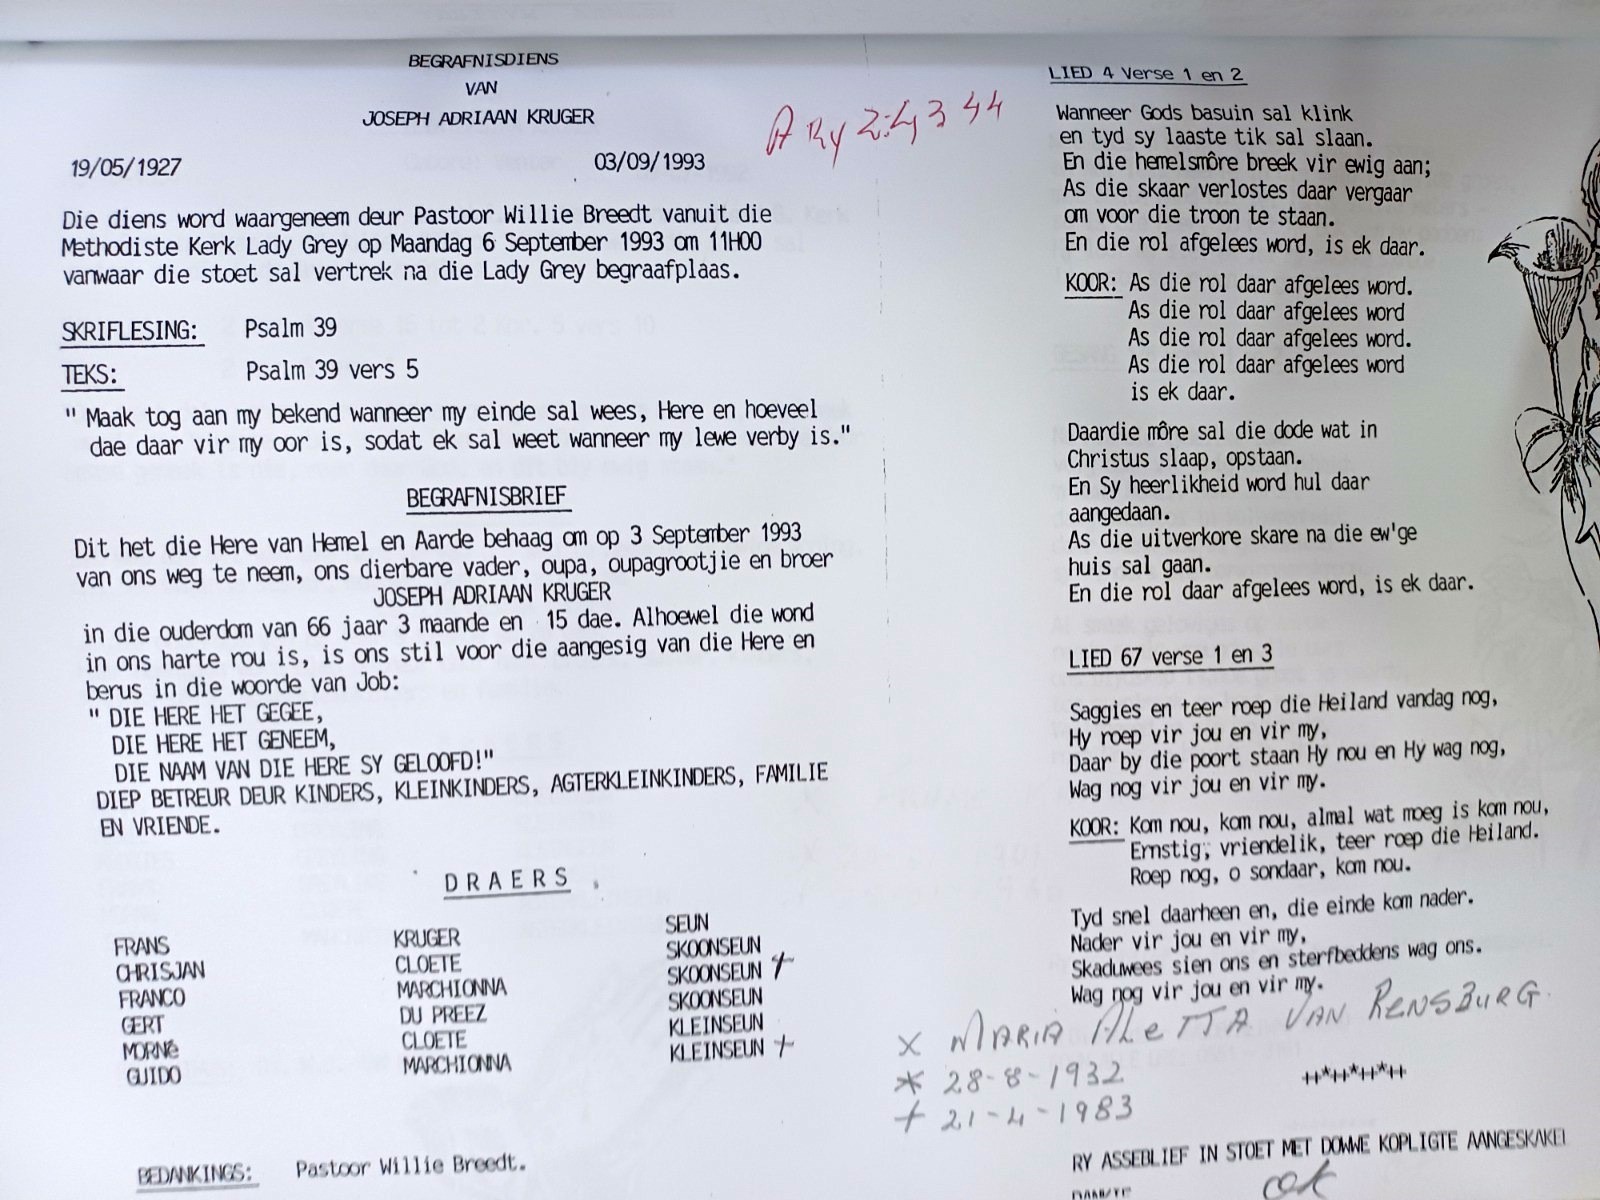 BEGRAFNISDIENS
VAN
JOSEPH ADRIAAN KRUGER
A Ry 2:43 44
19/05/1927 03/09/1993
Die diens word waargeneem deur Pastoor Willie Breedt vanuit die
Methodiste Kerk Lady Grey op Maandag 6 September 1993 om 11H00
vanwaar die stoet sal vertrek na die Lady Grey begraafplaas.
SKRIFLESING: Psalm 39
TEKS: Psalm 39 vers 5
" Maak tog aan my bekend wanneer my einde sal wees, Here en hoeveel
dae daar vir my oor is, sodat ek sal weet wanneer my lewe verby is."
BEGRAFNISBRIEF
Dit het die Here van Hemel en Aarde behaag om op 3 September 1993
van ons weg te neem, ons dierbare vader, oupa, oupagrootjie en broer
JOSEPH ADRIAAN KRUGER
in die ouderdom van 66 jaar 3 maande en 15 dae. Alhoewel die wond
in ons harte rou is, is ons stil voor die aangesig van die Here en
berus in die woorde van Job:
" DIE HERE HET GEGEE,
DIE HERE HET GENEEM,
DIE NAAM VAN DIE HERE SY GELOOFD!"
DIEP BETREUR DEUR KINDERS, KLEINKINDERS, AGTERKLEINKINDERS, FAMILIE
EN VRIENDE.
DRAERS
FRANS KRUGER SEUN
CHRISJAN CLOETE SKOONSEUN
FRANCO MARCHIONNA SKOONSEUN +
GERT DU PREEZ SKOONSEUN
MORNé CLOETE KLEINSEUN
GUIDO MARCHIONNA KLEINSEUN +
BEDANKINGS: Pastoor Willie Breedt.
LIED 4 Verse 1 en 2
Wanneer Gods basuin sal klink
en tyd sy laaste tik sal slaan.
En die hemelsmôre breek vir ewig aan;
As die skaar verlostes daar vergaar
om voor die troon te staan.
En die rol afgelees word, is ek daar.
KOOR: As die rol daar afgelees word.
As die rol daar afgelees word
As die rol daar afgelees word.
As die rol daar afgelees word
is ek daar.
Daardie môre sal die dode wat in
Christus slaap, opstaan.
En Sy heerlikheid word hul daar
aangedaan.
As die uitverkore skare na die ew'ge
huis sal gaan.
En die rol daar afgelees word, is ek daar.
LIED 67 verse 1 en 3
Saggies en teer roep die Heiland vandag nog,
Hy roep vir jou en vir my,
Daar by die poort staan Hy nou en Hy wag nog,
Wag nog vir jou en vir my.
KOOR: Kom nou, kom nou, almal wat moeg is kom nou,
Ernstig, vriendelik, teer roep die Heiland.
Roep nog, o sondaar, kom nou.
Tyd snel daarheen en, die einde kom nader.
Nader vir jou en vir my,
Skaduwees sien ons en sterfbeddens wag ons.
Wag nog vir jou en vir my.
X MARIA ALETTA VAN RENSBURG
* 28-8-1932
+ 21-4-1983
++*++*++*++
RY ASSEBLIEF IN STOET MET DOWWE KOPLIGTE AANGESKAKEL
ok